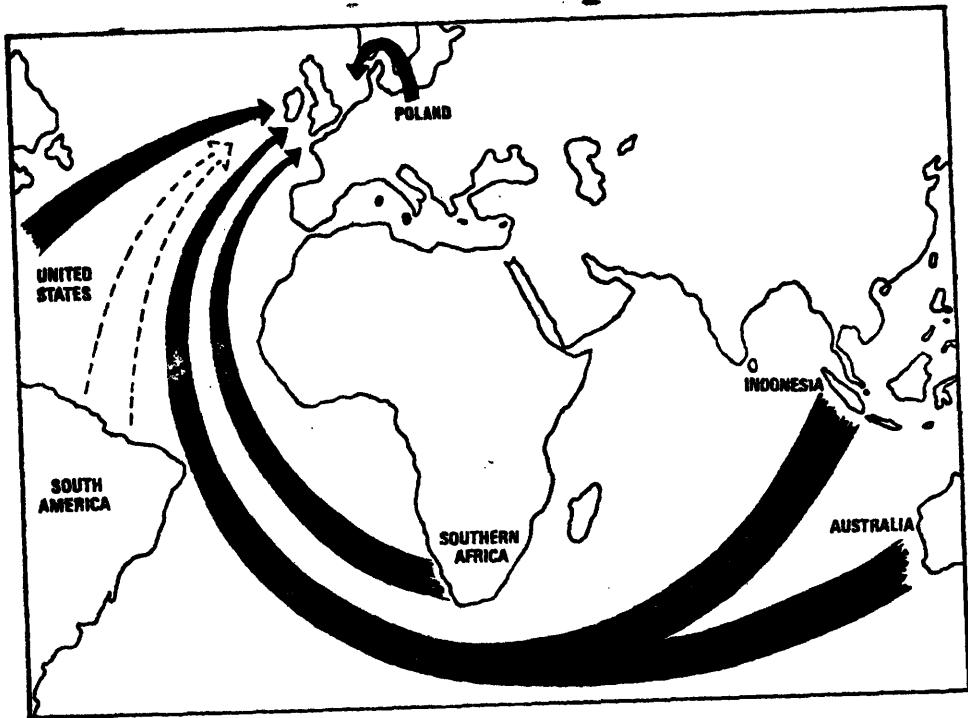 POLAND
UNITED
STATES
INDONESIA
SOUTH
AMERICA
AUSTRALIA
SOUTHERN
AFRICA